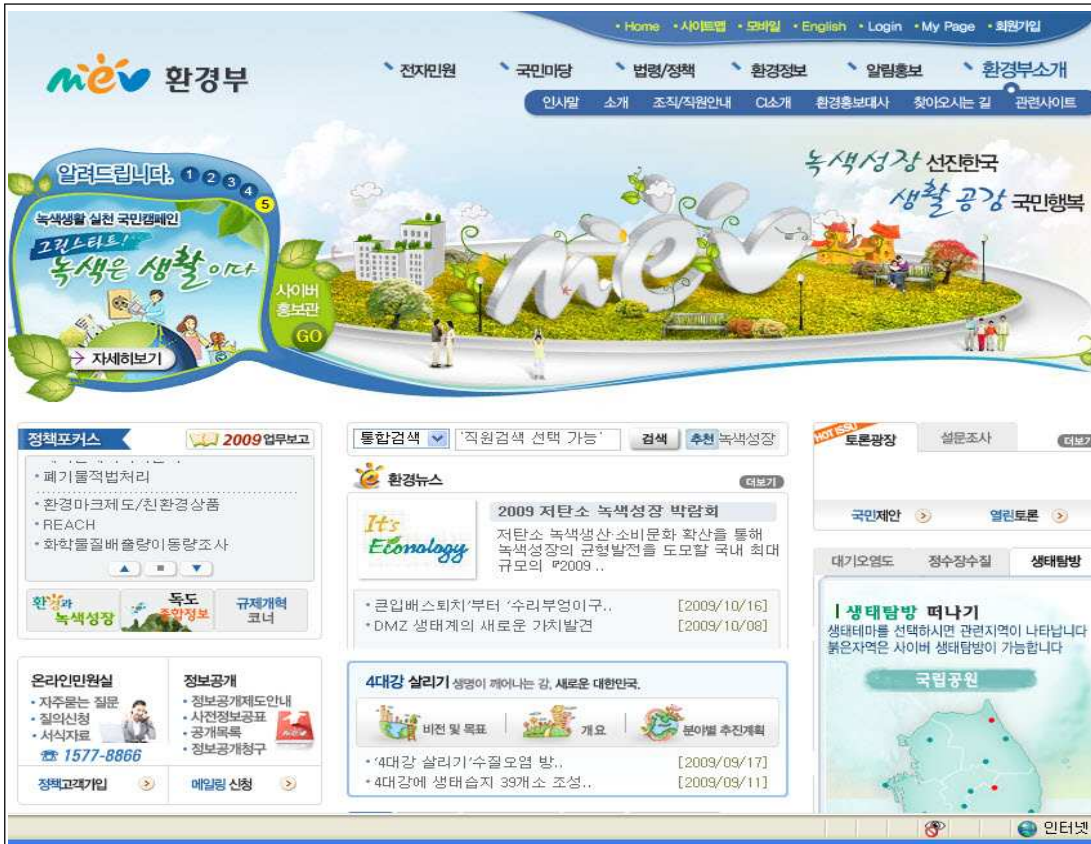 Home 사이트맵 모바일 English Login My Page 회원가입
mev 환경부
전자민원 국민마당 법령/정책 환경정보 알림홍보 환경부소개
인사말 소개 조직/직원안내 CI소개 환경홍보대사 찾아오시는 길 관련사이트
녹색성장 선진한국
생활공감 국민행복
mev
알려드립니다. 1 2 3 4 5
녹색생활 실천 국민캠페인
그린스타트!
녹색은 생활이다
자세히보기
사이버
홍보관
GO
정책포커스 2009 업무보고
폐기물적법처리
환경마크제도/친환경상품
REACH
화학물질배출량이동량조사
환경과
녹색성장
독도
종합정보
규제개혁
코너
온라인민원실
자주묻는 질문
질의신청
서식자료
1577-8866
정책고객가입
정보공개
정보공개제도안내
사전정보공표
공개목록
정보공개청구
메일링 신청
통합검색 '직원검색 선택 가능' 검색 추천 녹색성장
환경뉴스 더보기
It's
Econology
2009 저탄소 녹색성장 박람회
저탄소 녹색생산·소비문화 확산을 통해
녹색성장의 균형발전을 도모할 국내 최대
규모의 『2009 ..
큰입배스퇴치'부터 '수리부엉이구.. [2009/10/16]
DMZ 생태계의 새로운 가치발견 [2009/10/08]
4대강 살리기 생명이 깨어나는 강, 새로운 대한민국.
비전 및 목표 개요 분야별 추진계획
'4대강 살리기'수질오염 방.. [2009/09/17]
4대강에 생태습지 39개소 조성.. [2009/09/11]
HOT ISSU
토론광장 설문조사 더보기
국민제안 열린토론
대기오염도 정수장수질 생태탐방
생태탐방 떠나기
생태테마를 선택하시면 관련지역이 나타납니다
붉은지역은 사이버 생태탐방이 가능합니다
국립공원
인터넷